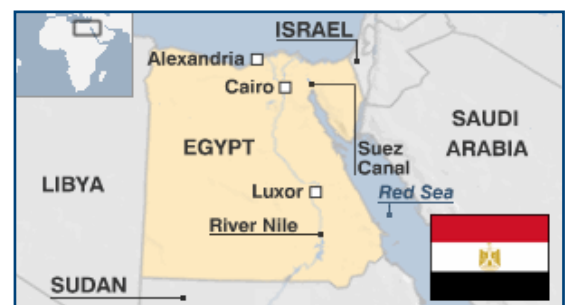 ISRAEL
Alexandria
Cairo
SAUDI
ARABIA
EGYPT
Suez
Canal
LIBYA
Luxor
Red Sea
River Nile
SUDAN